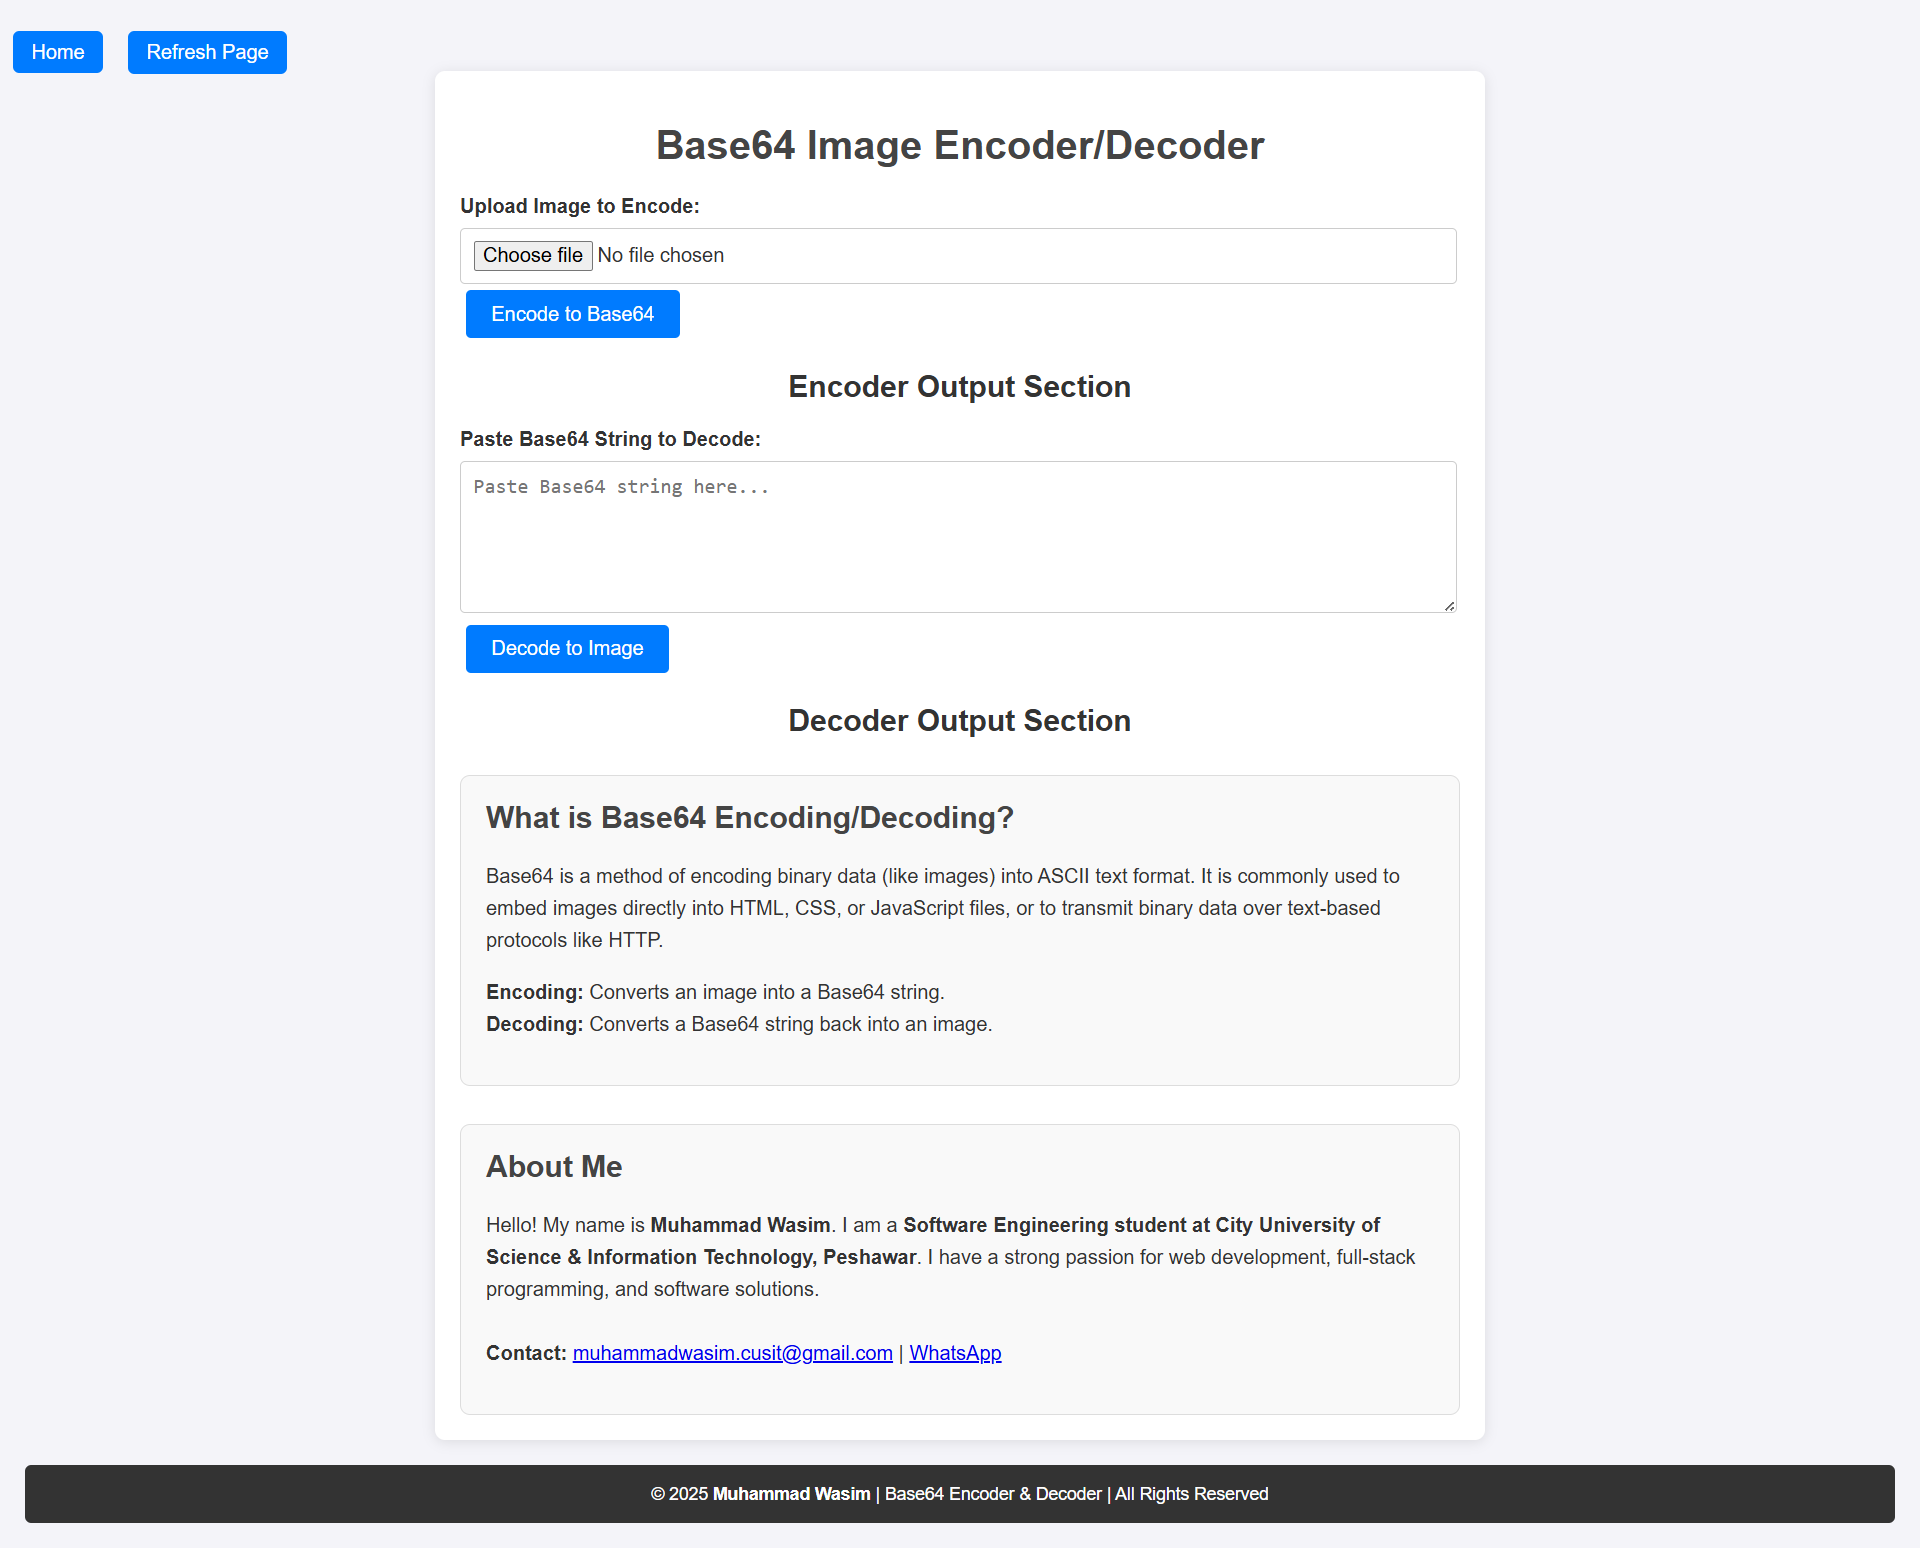 Home Refresh Page
Base64 Image Encoder/Decoder
Upload Image to Encode:
Choose file No file chosen
Encode to Base64
Encoder Output Section
Paste Base64 String to Decode:
Paste Base64 string here...
Decode to Image
Decoder Output Section
What is Base64 Encoding/Decoding?
Base64 is a method of encoding binary data (like images) into ASCII text format. It is commonly used to
embed images directly into HTML, CSS, or JavaScript files, or to transmit binary data over text-based
protocols like HTTP.
Encoding: Converts an image into a Base64 string.
Decoding: Converts a Base64 string back into an image.
About Me
Hello! My name is Muhammad Wasim. I am a Software Engineering student at City University of
Science & Information Technology, Peshawar. I have a strong passion for web development, full-stack
programming, and software solutions.
Contact: muhammadwasim.cusit@gmail.com | WhatsApp
© 2025 Muhammad Wasim | Base64 Encoder & Decoder | All Rights Reserved